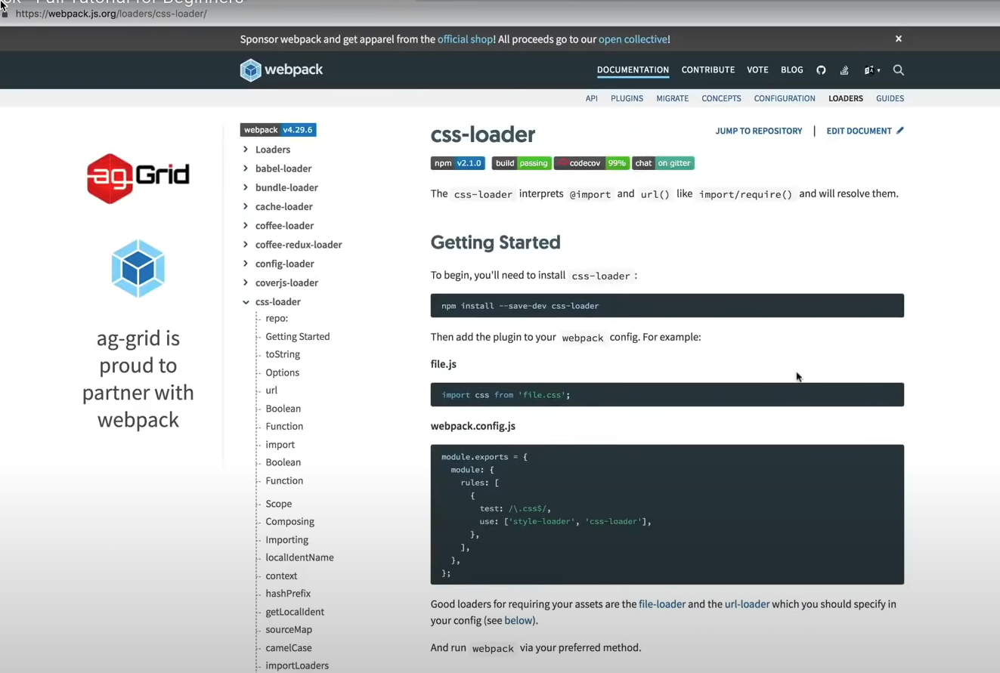 Full Tutorial for Beginners
https://webpack.js.org/loaders/css-loader/
Sponsor webpack and get apparel from the official shop! All proceeds go to our open collective!
webpack
DOCUMENTATION CONTRIBUTE VOTE BLOG
API PLUGINS MIGRATE CONCEPTS CONFIGURATION LOADERS GUIDES
ag-Grid
ag-grid is
proud to
partner with
webpack
webpack v4.29.6
Loaders
babel-loader
bundle-loader
cache-loader
coffee-loader
coffee-redux-loader
config-loader
coverjs-loader
css-loader
repo:
Getting Started
toString
Options
url
Boolean
Function
import
Boolean
Function
Scope
Composing
Importing
localIdentName
context
hashPrefix
getLocalIdent
sourceMap
camelCase
importLoaders
css-loader
JUMP TO REPOSITORY | EDIT DOCUMENT
npm v2.1.0 build passing codecov 99% chat on gitter
The css-loader interprets @import and url() like import/require() and will resolve them.
Getting Started
To begin, you'll need to install css-loader :
npm install --save-dev css-loader
Then add the plugin to your webpack config. For example:
file.js
import css from 'file.css';
webpack.config.js
module.exports = {
module: {
rules: [
{
test: /\.css$/,
use: ['style-loader', 'css-loader'],
},
],
},
};
Good loaders for requiring your assets are the file-loader and the url-loader which you should specify in
your config (see below).
And run webpack via your preferred method.